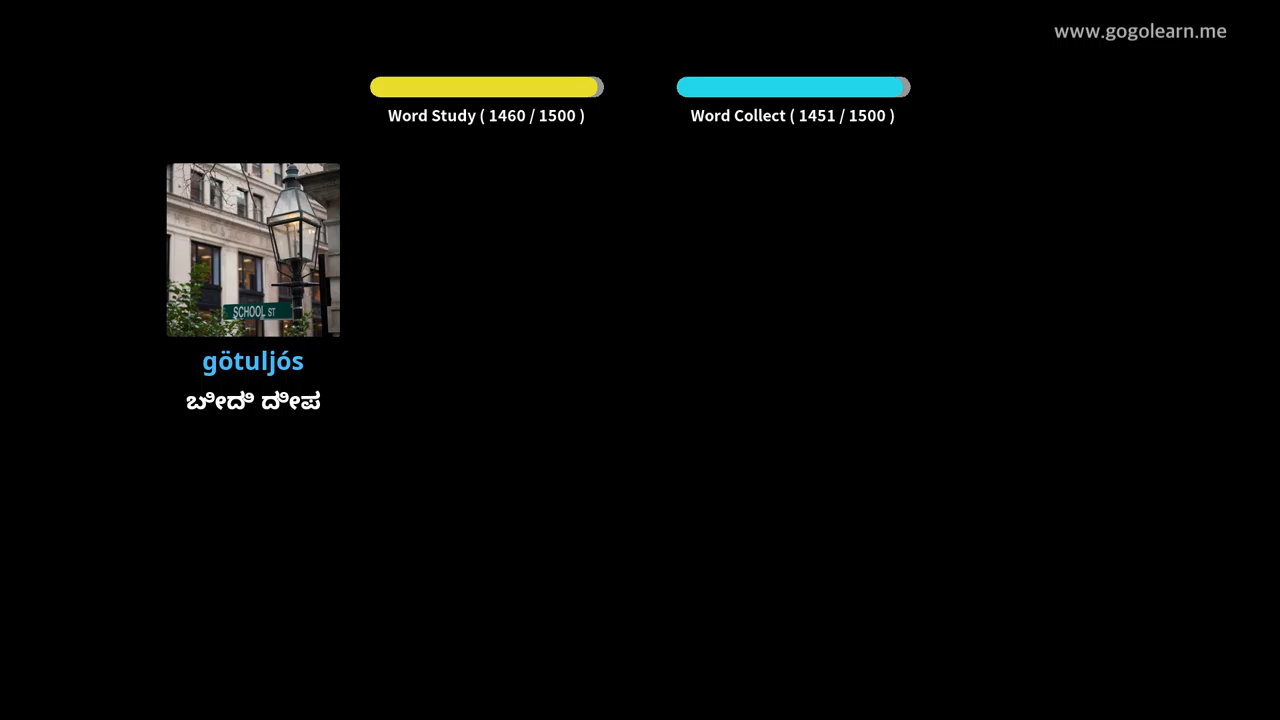 www.gogolearn.me
Word Study ( 1460 / 1500 )
Word Collect ( 1451 / 1500 )
SCHOOL ST
götuljós
ಬೀದಿ ದೀಪ